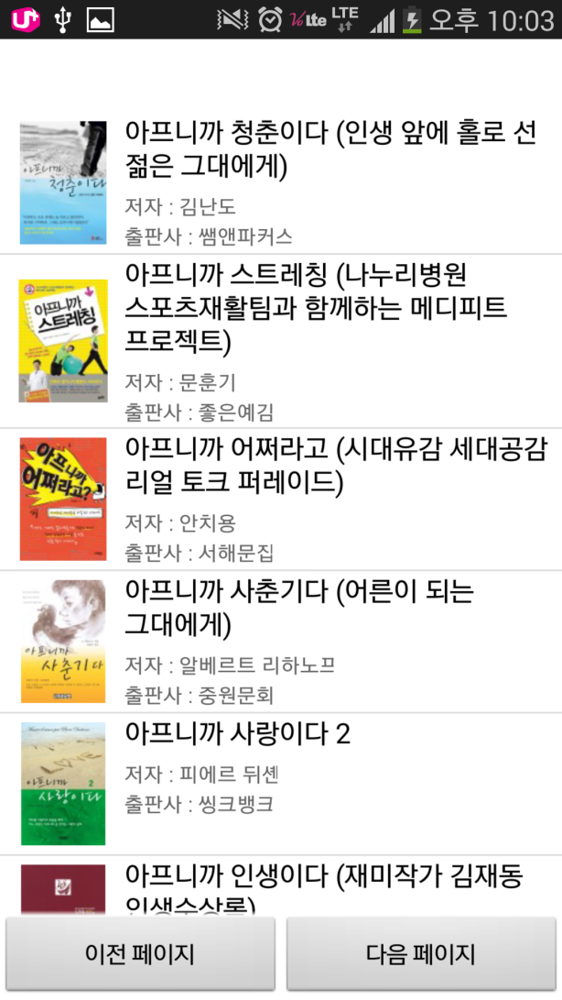 U+ VoLte LTE 오후 10:03
아프니까 청춘이다 (인생 앞에 홀로 선
젊은 그대에게)
저자 : 김난도
출판사 : 쌤앤파커스
아프니까
청춘이다
아프니까 스트레칭 (나누리병원
스포츠재활팀과 함께하는 메디피트
프로젝트)
저자 : 문훈기
출판사 : 좋은예김
아프니까
스트레칭
아프니까 어쩌라고 (시대유감 세대공감
리얼 토크 퍼레이드)
저자 : 안치용
출판사 : 서해문집
아프니까
어쩌라고?
아프니까 사춘기다 (어른이 되는
그대에게)
저자 : 알베르트 리하노프
출판사 : 중원문회
아프니까
사춘기다
아프니까 사랑이다 2
저자 : 피에르 뒤셴
출판사 : 씽크뱅크
LOVE
아프니까 2
사랑이다
아프니까 인생이다 (재미작가 김재동
인생수상록)
이전 페이지
다음 페이지